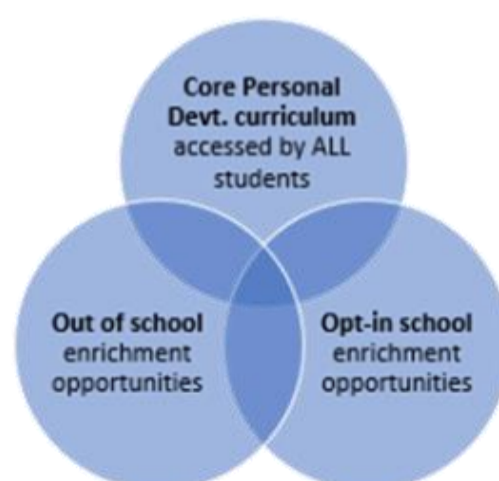 Core Personal
Devt. curriculum
accessed by ALL
students
Out of school
enrichment
opportunities
Opt-in school
enrichment
opportunities